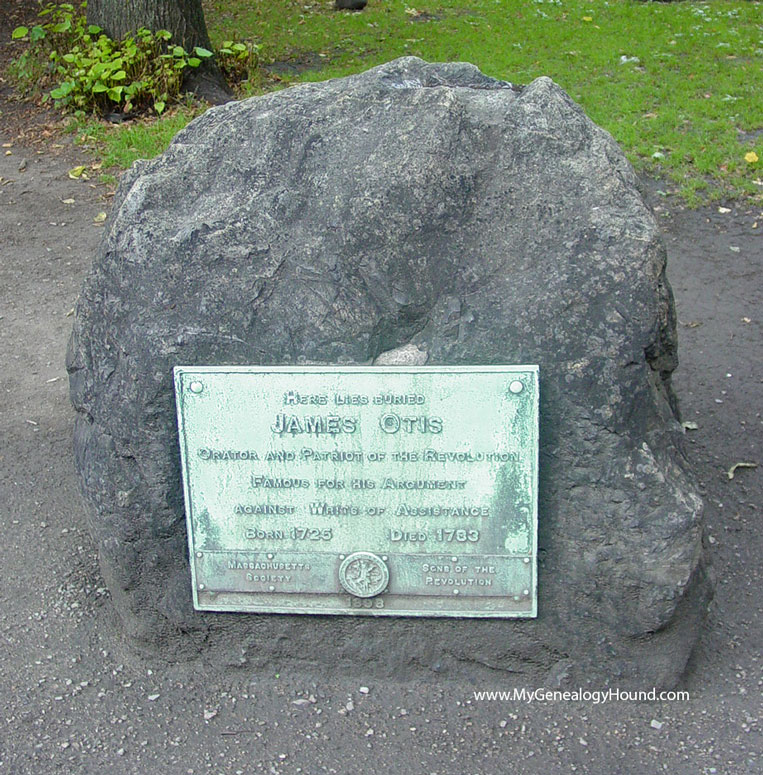 Here lies buried
James Otis
Orator and Patriot of the Revolution
Famous for his Argument
against Writs of Assistance
Born 1725 Died 1783
Massachusetts Society
Sons of the Revolution
1898
www.MyGenealogyHound.com